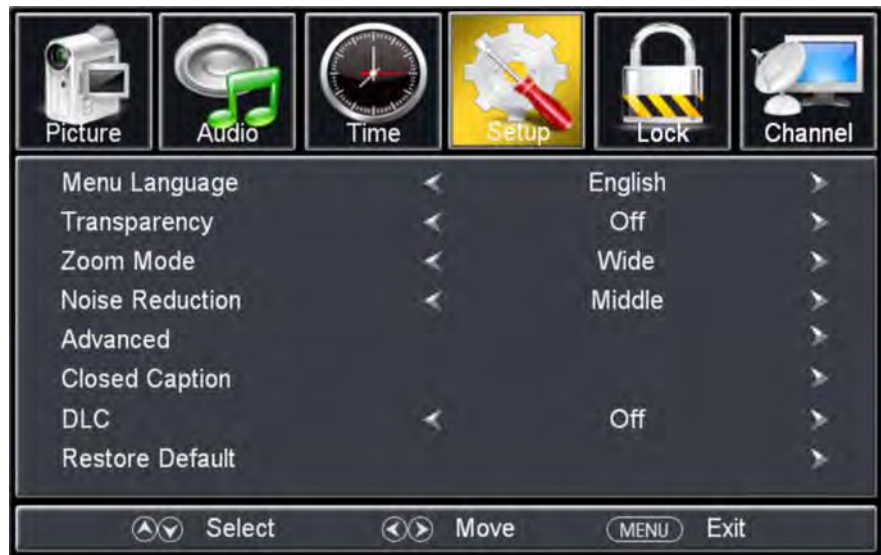 Picture Audio Time Setup Lock Channel
Menu Language English
Transparency Off
Zoom Mode Wide
Noise Reduction Middle
Advanced
Closed Caption
DLC Off
Restore Default
Select Move MENU Exit